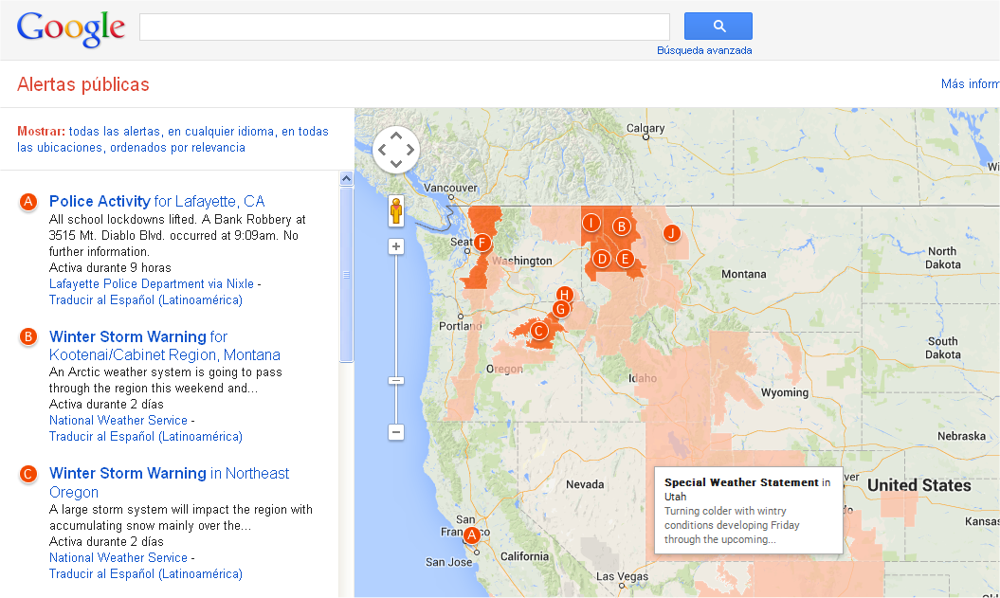 Google
Búsqueda avanzada
Alertas públicas
Más inform
Mostrar: todas las alertas, en cualquier idioma, en todas
las ubicaciones, ordenados por relevancia
A
Police Activity for Lafayette, CA
All school lockdowns lifted. A Bank Robbery at
3515 Mt. Diablo Blvd. occurred at 9:09am. No
further information.
Activa durante 9 horas
Lafayette Police Department via Nixle -
Traducir al Español (Latinoamérica)
B
Winter Storm Warning for
Kootenai/Cabinet Region, Montana
An Arctic weather system is going to pass
through the region this weekend and...
Activa durante 2 días
National Weather Service -
Traducir al Español (Latinoamérica)
C
Winter Storm Warning in Northeast
Oregon
A large storm system will impact the region with
accumulating snow mainly over the...
Activa durante 2 días
National Weather Service -
Traducir al Español (Latinoamérica)
Calgary
Wi
Vancouver
I
B
J
Seat
F
Washington
D
E
North
Dakota
Montana
H
G
Portland
C
South
Dakota
Oregon
Idaho
Wyoming
Nebraska
Special Weather Statement in
Utah
Turning colder with wintry
conditions developing Friday
through the upcoming...
ver
United States
Nevada
do
Kansas
San
Francisco
A
San Jose
California
Las Vegas